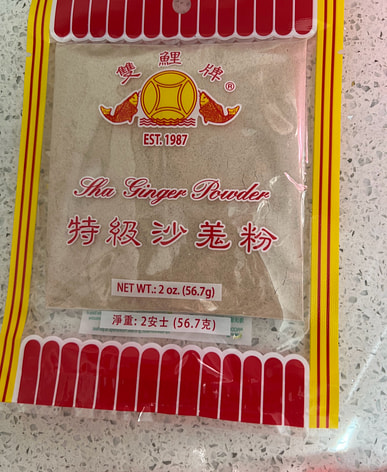 雙鯉牌®
EST. 1987
Sha Ginger Powder
特級沙羗粉
NET WT.: 2 oz. (56.7g)
淨重: 2安士 (56.7克)